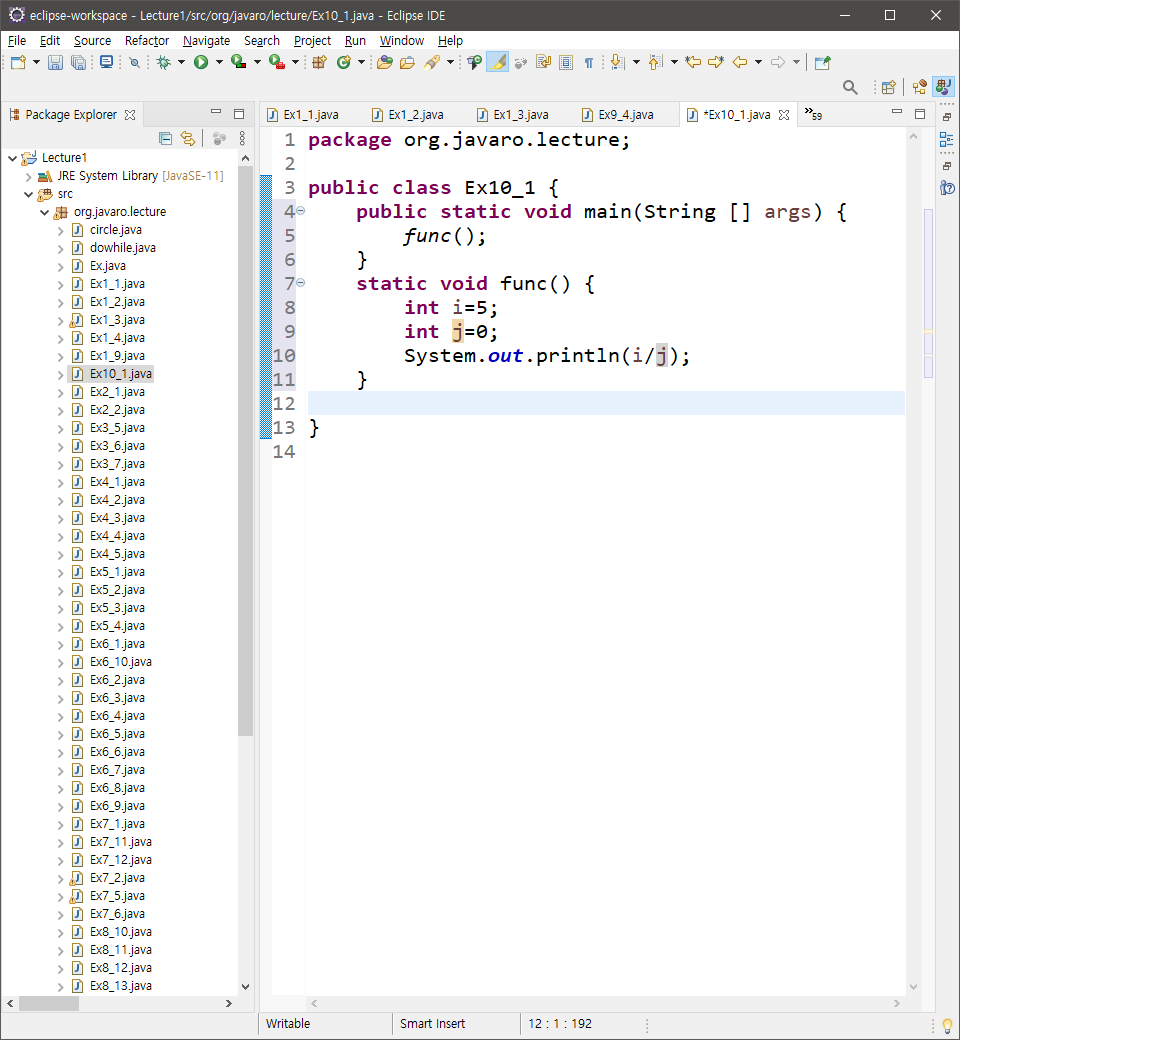 eclipse-workspace - Lecture1/src/org/javaro/lecture/Ex10_1.java - Eclipse IDE
File Edit Source Refactor Navigate Search Project Run Window Help
Package Explorer
Ex1_1.java Ex1_2.java Ex1_3.java Ex9_4.java *Ex10_1.java »59
Lecture1
JRE System Library [JavaSE-11]
src
org.javaro.lecture
circle.java
dowhile.java
Ex.java
Ex1_1.java
Ex1_2.java
Ex1_3.java
Ex1_4.java
Ex1_9.java
Ex10_1.java
Ex2_1.java
Ex2_2.java
Ex3_5.java
Ex3_6.java
Ex3_7.java
Ex4_1.java
Ex4_2.java
Ex4_3.java
Ex4_4.java
Ex4_5.java
Ex5_1.java
Ex5_2.java
Ex5_3.java
Ex5_4.java
Ex6_1.java
Ex6_10.java
Ex6_2.java
Ex6_3.java
Ex6_4.java
Ex6_5.java
Ex6_6.java
Ex6_7.java
Ex6_8.java
Ex6_9.java
Ex7_1.java
Ex7_11.java
Ex7_12.java
Ex7_2.java
Ex7_5.java
Ex7_6.java
Ex8_10.java
Ex8_11.java
Ex8_12.java
Ex8_13.java
1 package org.javaro.lecture;
2
3 public class Ex10_1 {
4 public static void main(String [] args) {
5 func();
6 }
7 static void func() {
8 int i=5;
9 int j=0;
10 System.out.println(i/j);
11 }
12
13 }
14
Writable Smart Insert 12 : 1 : 192